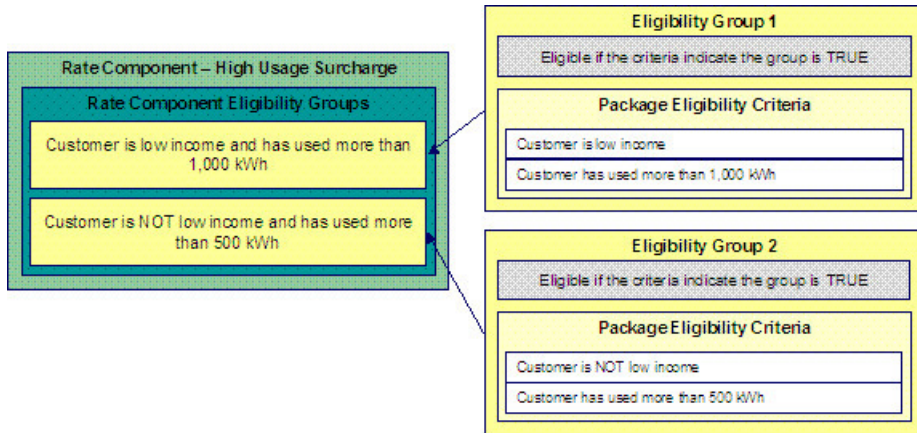 Rate Component – High Usage Surcharge
Rate Component Eligibility Groups
Customer is low income and has used more than
1,000 kWh
Customer is NOT low income and has used more
than 500 kWh
Eligibility Group 1
Eligible if the criteria indicate the group is TRUE
Package Eligibility Criteria
Customer is low income
Customer has used more than 1,000 kWh
Eligibility Group 2
Eligible if the criteria indicate the group is TRUE
Package Eligibility Criteria
Customer is NOT low income
Customer has used more than 500 kWh